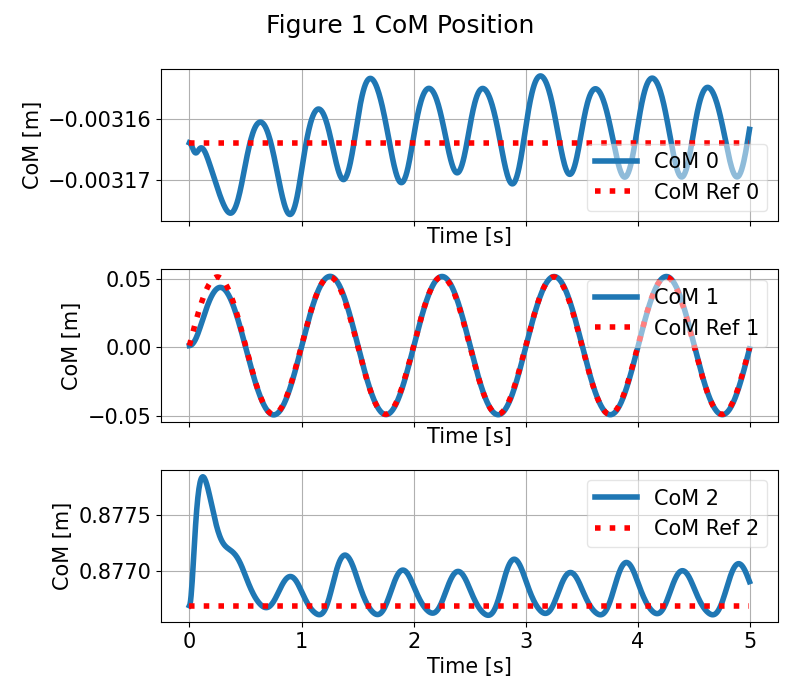 Figure 1 CoM Position
CoM [m]
−0.00316
−0.00317
CoM 0
CoM Ref 0
Time [s]
CoM [m]
0.05
0.00
−0.05
CoM 1
CoM Ref 1
Time [s]
CoM [m]
0.8775
0.8770
CoM 2
CoM Ref 2
0 1 2 3 4 5
Time [s]